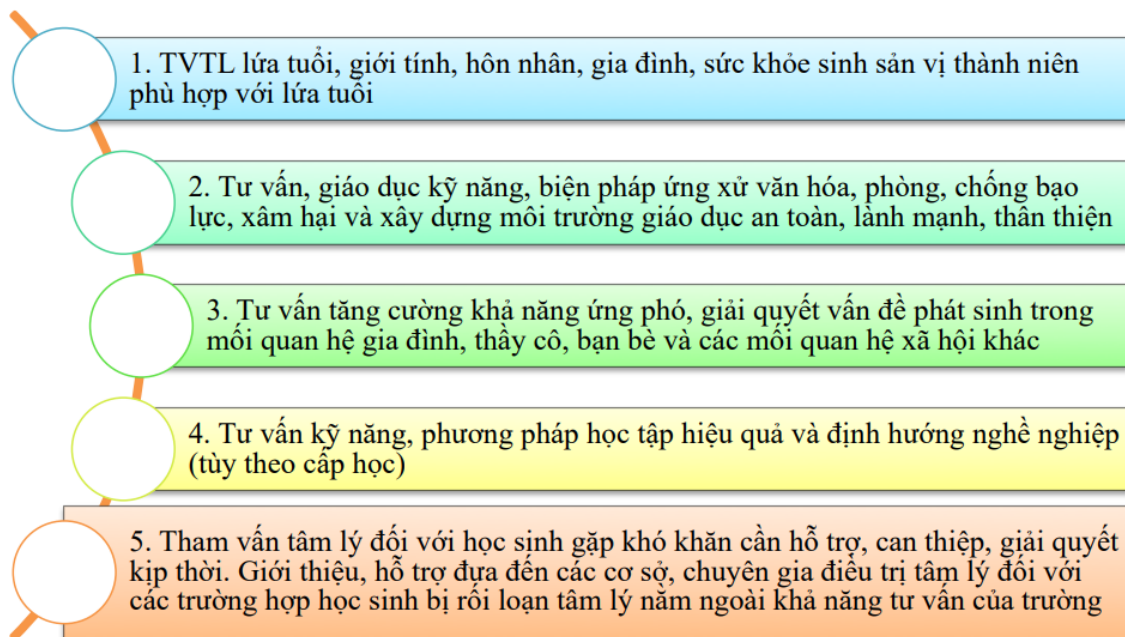 1. TVTL lứa tuổi, giới tính, hôn nhân, gia đình, sức khỏe sinh sản vị thành niên
phù hợp với lứa tuổi
2. Tư vấn, giáo dục kỹ năng, biện pháp ứng xử văn hóa, phòng, chống bạo
lực, xâm hại và xây dựng môi trường giáo dục an toàn, lành mạnh, thân thiện
3. Tư vấn tăng cường khả năng ứng phó, giải quyết vấn đề phát sinh trong
mối quan hệ gia đình, thầy cô, bạn bè và các mối quan hệ xã hội khác
4. Tư vấn kỹ năng, phương pháp học tập hiệu quả và định hướng nghề nghiệp
(tùy theo cấp học)
5. Tham vấn tâm lý đối với học sinh gặp khó khăn cần hỗ trợ, can thiệp, giải quyết
kịp thời. Giới thiệu, hỗ trợ đưa đến các cơ sở, chuyên gia điều trị tâm lý đối với
các trường hợp học sinh bị rối loạn tâm lý nằm ngoài khả năng tư vấn của trường